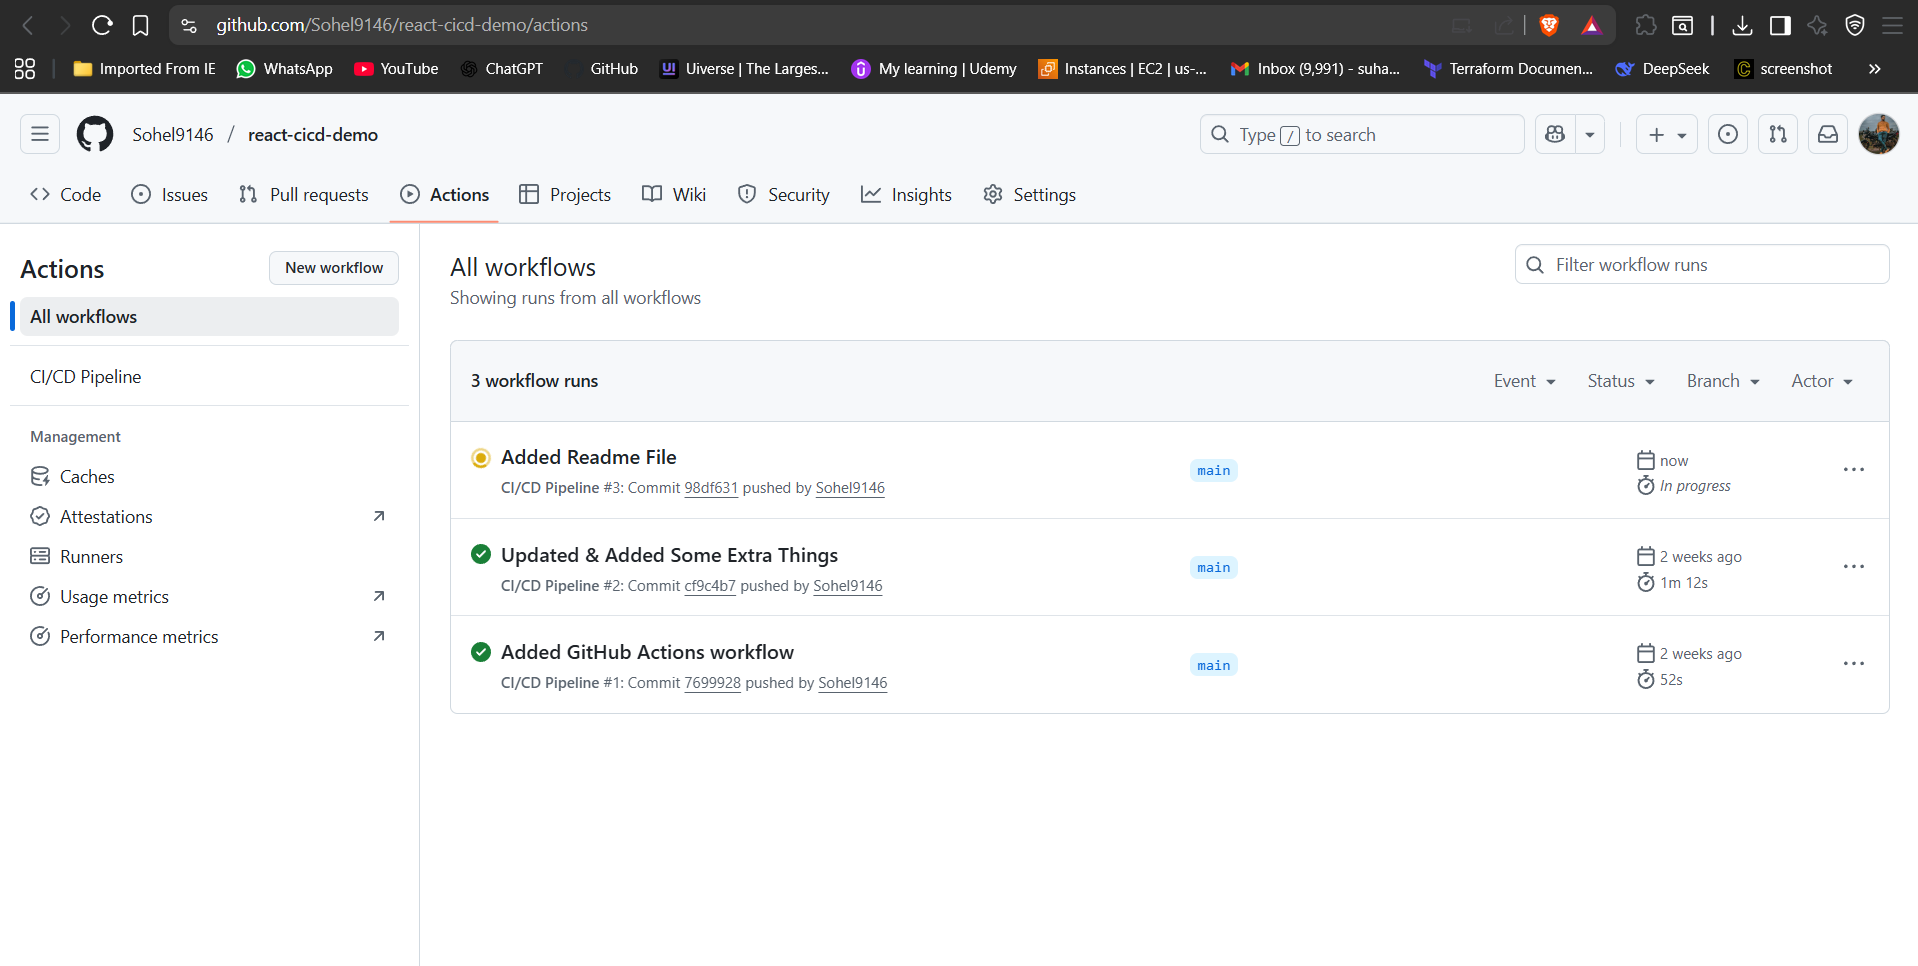 github.com/Sohel9146/react-cicd-demo/actions
Imported From IE WhatsApp YouTube ChatGPT GitHub Uiverse | The Larges... My learning | Udemy Instances | EC2 | us-... Inbox (9,991) - suha... Terraform Documen... DeepSeek screenshot »
Sohel9146 / react-cicd-demo
Type / to search
Code Issues Pull requests Actions Projects Wiki Security Insights Settings
Actions
New workflow
All workflows
CI/CD Pipeline
Management
Caches
Attestations
Runners
Usage metrics
Performance metrics
All workflows
Showing runs from all workflows
Filter workflow runs
3 workflow runs
Event Status Branch Actor
Added Readme File
CI/CD Pipeline #3: Commit 98df631 pushed by Sohel9146
main
now
In progress
Updated & Added Some Extra Things
CI/CD Pipeline #2: Commit cf9c4b7 pushed by Sohel9146
main
2 weeks ago
1m 12s
Added GitHub Actions workflow
CI/CD Pipeline #1: Commit 7699928 pushed by Sohel9146
main
2 weeks ago
52s